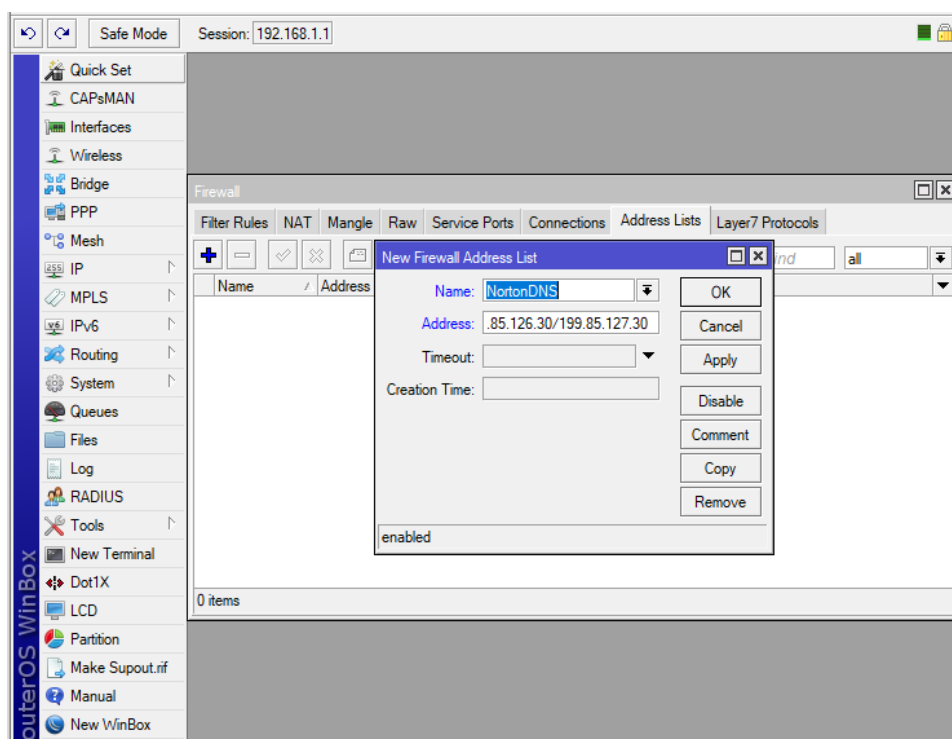 Safe Mode
Session: 192.168.1.1
Quick Set
CAPsMAN
Interfaces
Wireless
Bridge
PPP
Mesh
IP
MPLS
IPv6
Routing
System
Queues
Files
Log
RADIUS
Tools
New Terminal
Dot1X
LCD
Partition
Make Supout.rif
Manual
New WinBox
outerOS WinBox
Firewall
Filter Rules NAT Mangle Raw Service Ports Connections Address Lists Layer7 Protocols
ind all
Name Address
New Firewall Address List
Name: NortonDNS
Address: .85.126.30/199.85.127.30
Timeout:
Creation Time:
OK
Cancel
Apply
Disable
Comment
Copy
Remove
enabled
0 items